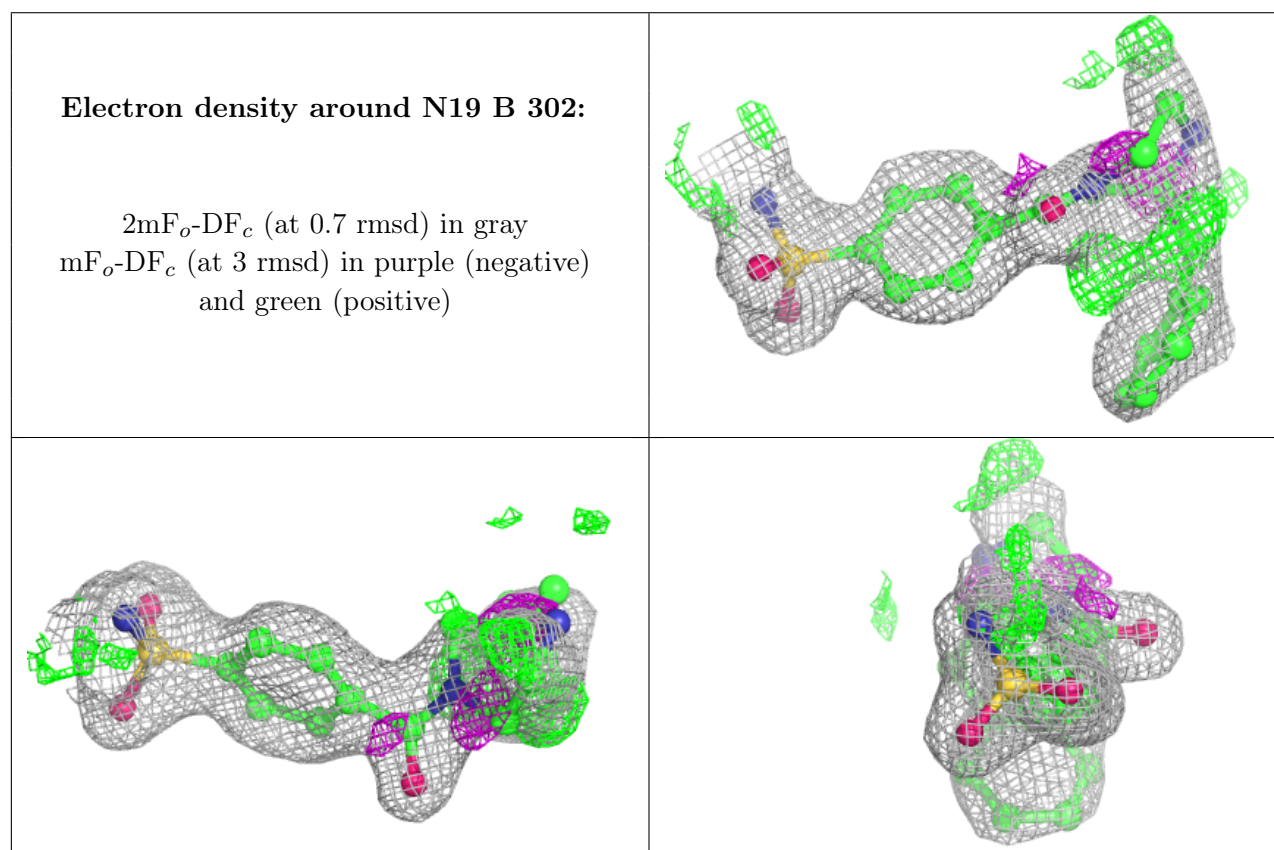 Electron density around N19 B 302:
2mFo-DFc (at 0.7 rmsd) in gray
mFo-DFc (at 3 rmsd) in purple (negative)
and green (positive)